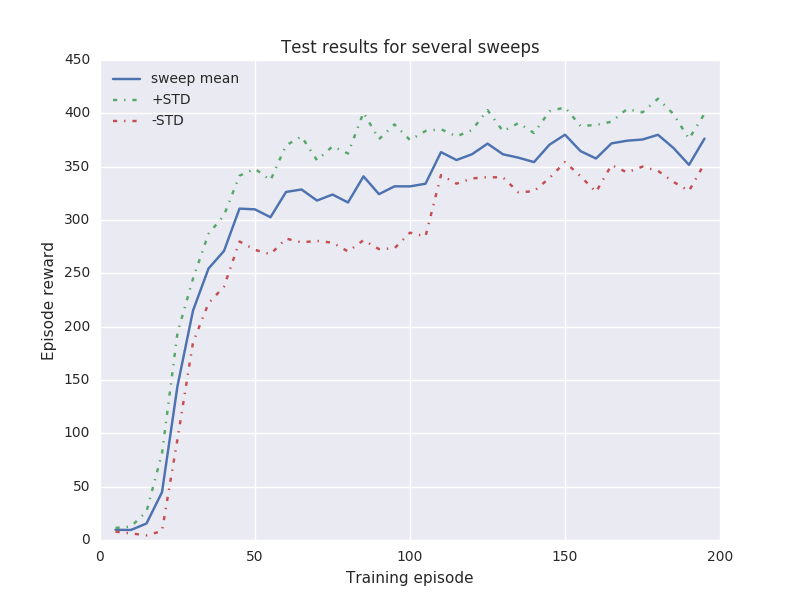 Test results for several sweeps
450
400
350
300
250
200
150
100
50
0
Episode reward
sweep mean
+STD
-STD
0 50 100 150 200
Training episode